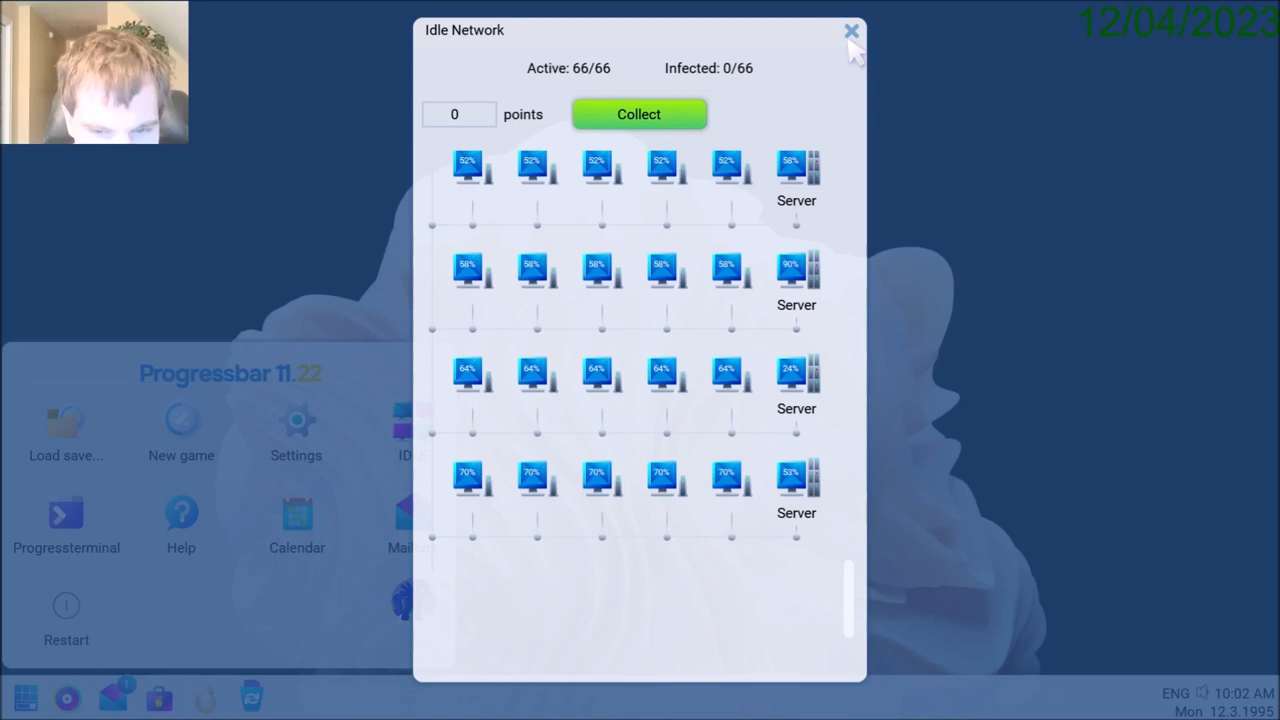 12/04/2023
Idle Network
Active: 66/66 Infected: 0/66
0 points Collect
52% 52% 52% 52% 52% 58%
Server
58% 58% 58% 58% 58% 90%
Server
64% 64% 64% 64% 64% 24%
Server
70% 70% 70% 70% 70% 53%
Server
Progressbar 11.22
Load save... New game Settings
Progressterminal Help Calendar
Restart
1
ENG 10:02 AM
Mon 12.3.1995